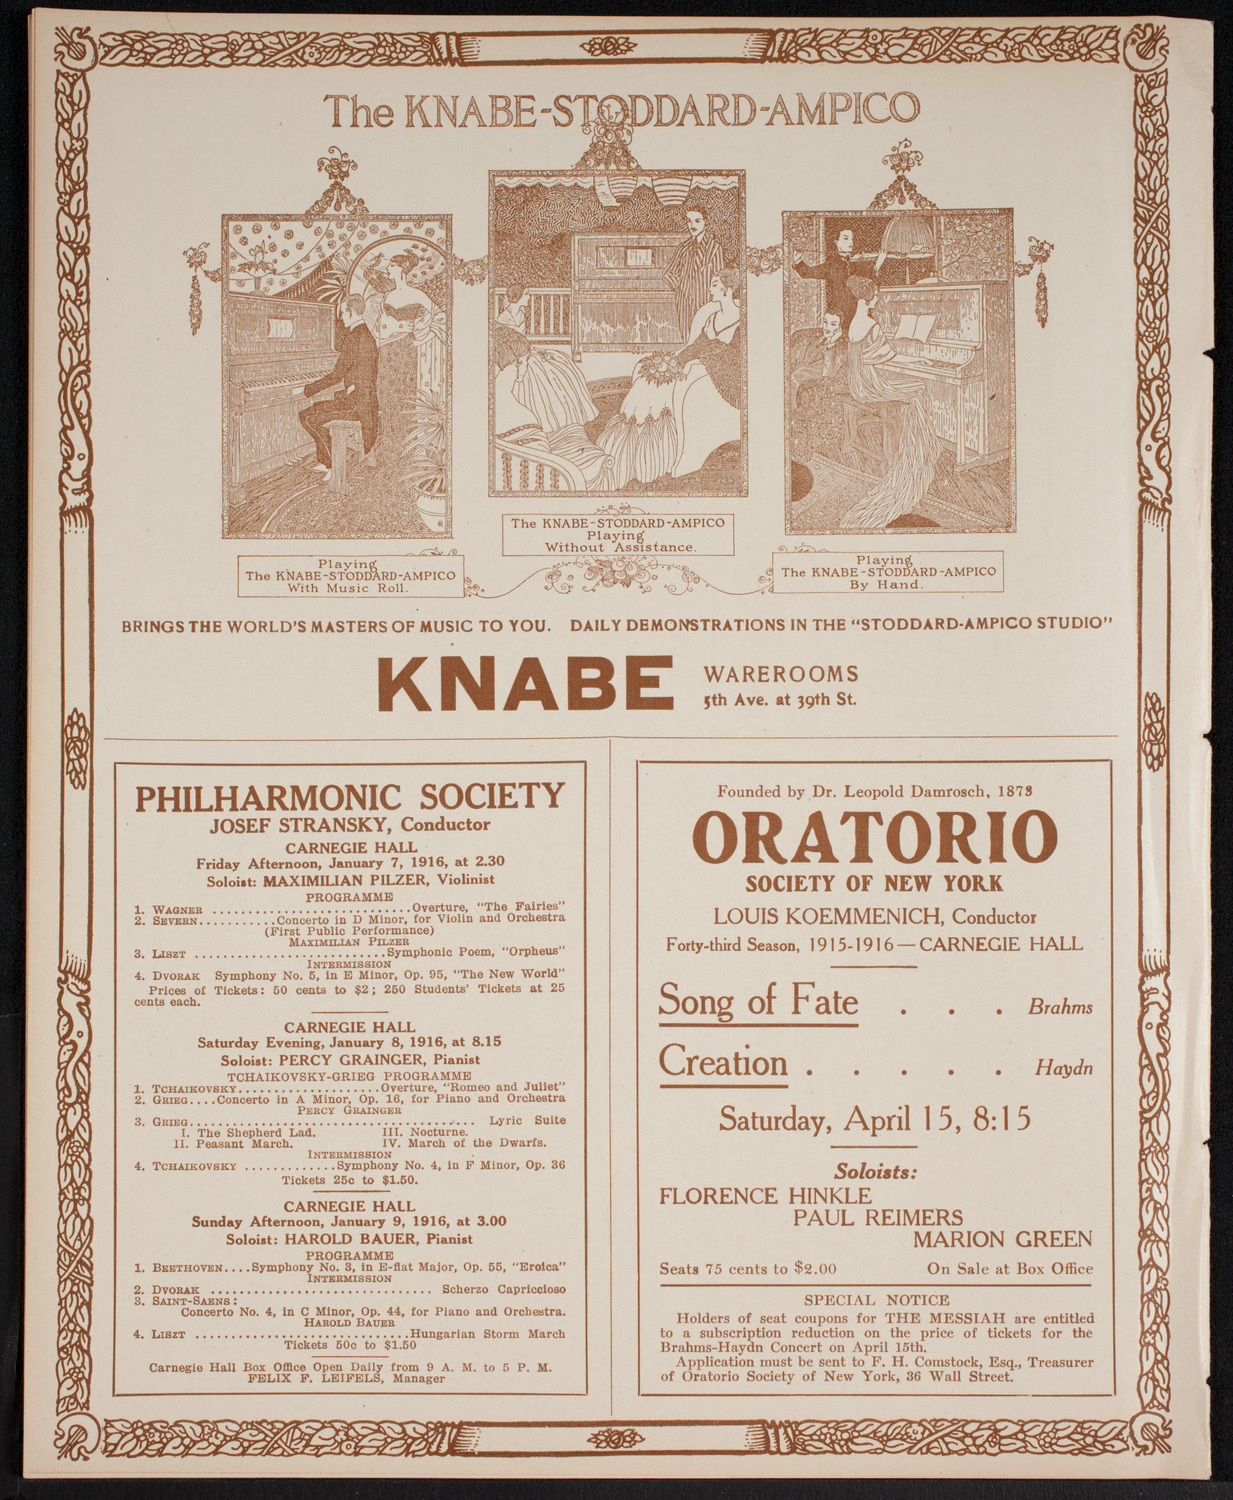 The KNABE-STODDARD-AMPICO
Playing
The KNABE-STODDARD-AMPICO
With Music Roll.
The KNABE-STODDARD-AMPICO
Playing
Without Assistance.
Playing
The KNABE-STODDARD-AMPICO
By Hand.
BRINGS THE WORLD'S MASTERS OF MUSIC TO YOU. DAILY DEMONSTRATIONS IN THE "STODDARD-AMPICO STUDIO"
KNABE WAREROOMS
5th Ave. at 39th St.
PHILHARMONIC SOCIETY
JOSEF STRANSKY, Conductor
CARNEGIE HALL
Friday Afternoon, January 7, 1916, at 2.30
Soloist: MAXIMILIAN PILZER, Violinist
PROGRAMME
1. WAGNER ..............................Overture, "The Fairies"
2. SEVERN...........Concerto in D Minor, for Violin and Orchestra
(First Public Performance)
MAXIMILIAN PILZER
3. LISZT ............................Symphonic Poem, "Orpheus"
INTERMISSION
4. DVORAK Symphony No. 5, in E Minor, Op. 95, "The New World"
Prices of Tickets: 50 cents to $2; 250 Students' Tickets at 25
cents each.
CARNEGIE HALL
Saturday Evening, January 8, 1916, at 8.15
Soloist: PERCY GRAINGER, Pianist
TCHAIKOVSKY-GRIEG PROGRAMME
1. TCHAIKOVSKY....................Overture, "Romeo and Juliet"
2. GRIEG....Concerto in A Minor, Op. 16, for Piano and Orchestra
PERCY GRAINGER
3. GRIEG........................................ Lyric Suite
I. The Shepherd Lad. III. Nocturne.
II. Peasant March. IV. March of the Dwarfs.
INTERMISSION
4. TCHAIKOVSKY .............Symphony No. 4, in F Minor, Op. 36
Tickets 25c to $1.50.
CARNEGIE HALL
Sunday Afternoon, January 9, 1916, at 3.00
Soloist: HAROLD BAUER, Pianist
PROGRAMME
1. BEETHOVEN....Symphony No. 3, in E-flat Major, Op. 55, "Eroica"
INTERMISSION
2. DVORAK ................................ Scherzo Capriccioso
3. SAINT-SAENS:
Concerto No. 4, in C Minor, Op. 44, for Piano and Orchestra.
HAROLD BAUER
4. LISZT ................................Hungarian Storm March
Tickets 50c to $1.50
Carnegie Hall Box Office Open Daily from 9 A. M. to 5 P. M.
FELIX F. LEIFELS, Manager
Founded by Dr. Leopold Damrosch, 1873
ORATORIO
SOCIETY OF NEW YORK
LOUIS KOEMMENICH, Conductor
Forty-third Season, 1915-1916—CARNEGIE HALL
Song of Fate . . . Brahms
Creation . . . . . Haydn
Saturday, April 15, 8:15
Soloists:
FLORENCE HINKLE
PAUL REIMERS
MARION GREEN
Seats 75 cents to $2.00 On Sale at Box Office
SPECIAL NOTICE
Holders of seat coupons for THE MESSIAH are entitled
to a subscription reduction on the price of tickets for the
Brahms-Haydn Concert on April 15th.
Application must be sent to F. H. Comstock, Esq., Treasurer
of Oratorio Society of New York, 36 Wall Street.